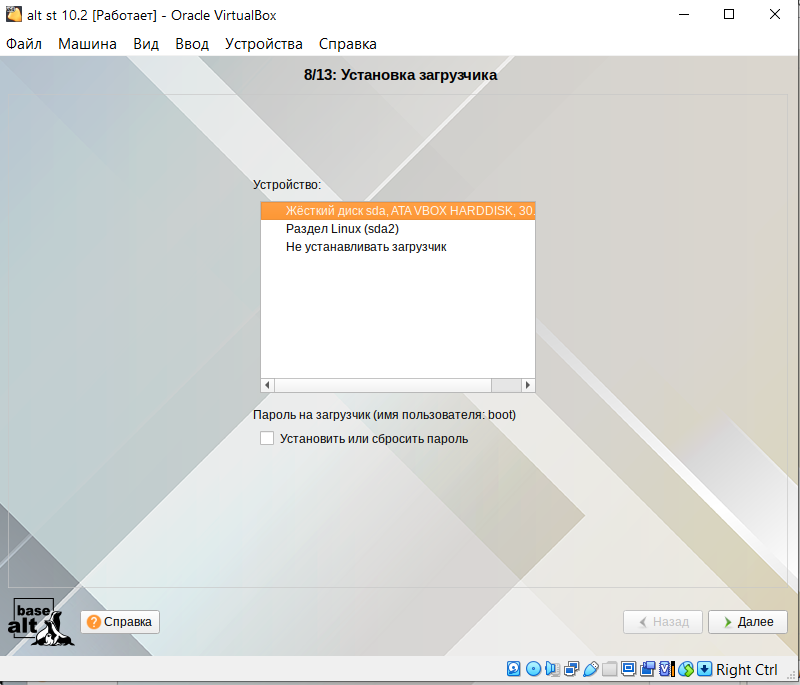 alt st 10.2 [Работает] - Oracle VirtualBox
Файл Машина Вид Ввод Устройства Справка
8/13: Установка загрузчика
Устройство:
Жёсткий диск sda, ATA VBOX HARDDISK, 30.
Раздел Linux (sda2)
Не устанавливать загрузчик
Пароль на загрузчик (имя пользователя: boot)
Установить или сбросить пароль
base
alt
Справка
Назад
Далее
Right Ctrl